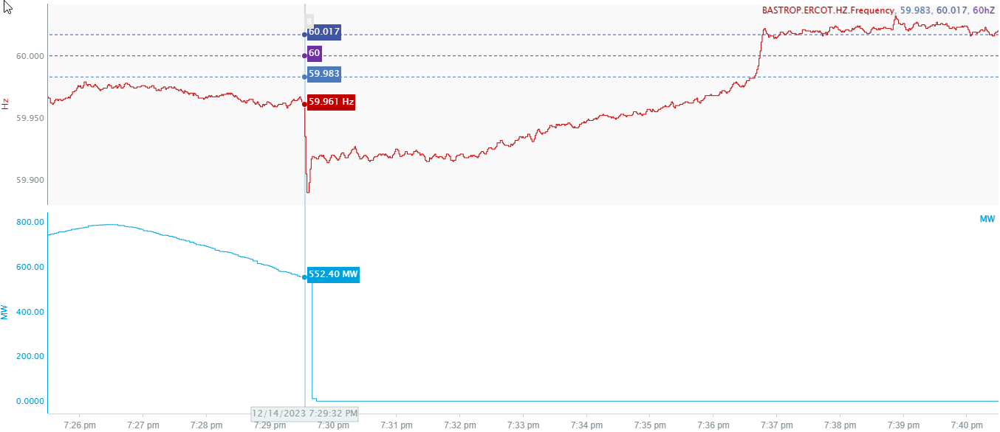 BASTROP.ERCOT.HZ.Frequency, 59.983, 60.017, 60hZ
8
60.017
60.000
60
59.983
Hz
59.961 Hz
59.950
59.900
800.00
MW
600.00
552.40 MW
MW
400.00
200.00
0.0000
12/14/2023 7:29:32 PM
7:26 pm 7:27 pm 7:28 pm 7:29 pm 7:30 pm 7:31 pm 7:32 pm 7:33 pm 7:34 pm 7:35 pm 7:36 pm 7:37 pm 7:38 pm 7:39 pm 7:40 pm